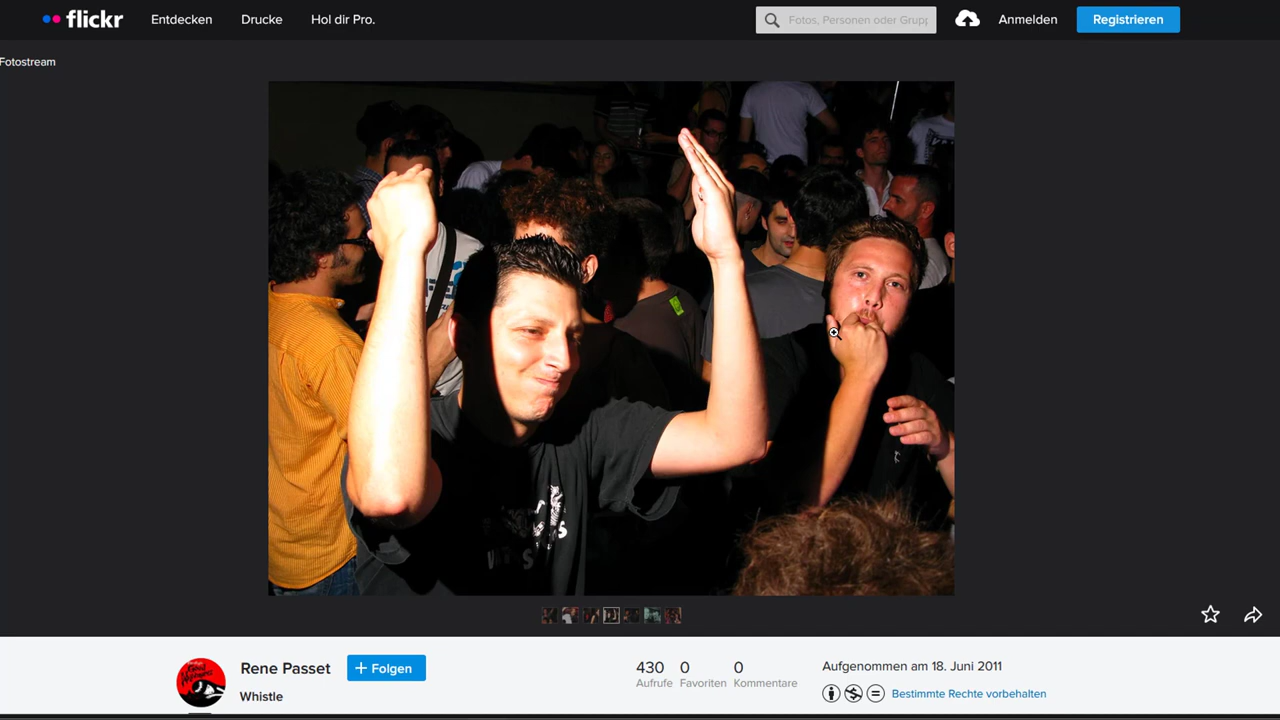 flickr
Entdecken
Drucke
Hol dir Pro.
Fotos, Personen oder Grupp
Anmelden
Registrieren
Fotostream
Rene Passet
+ Folgen
Whistle
430
Aufrufe
0
Favoriten
0
Kommentare
Aufgenommen am 18. Juni 2011
Bestimmte Rechte vorbehalten